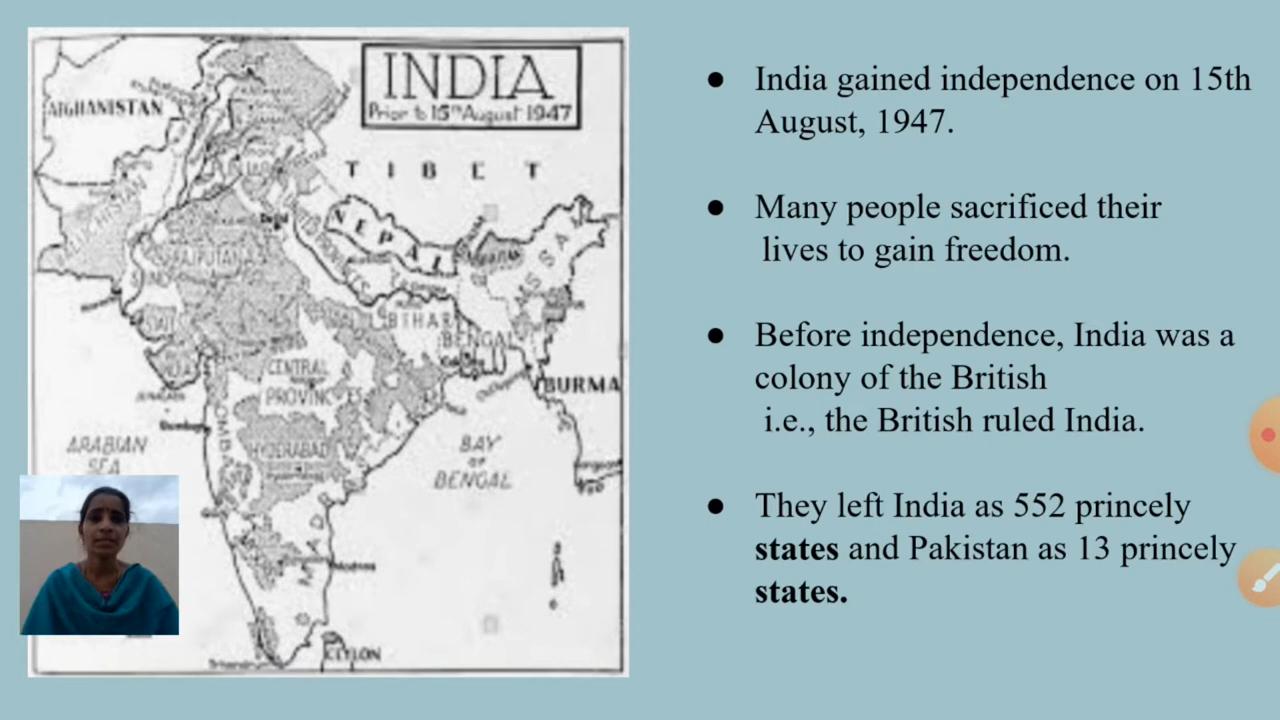 INDIA
Prior to 15th August 1947
AFGHANISTAN
TIBET
NEPAL
ASSAM
RAJPUTANA
BIHAR
BENGAL
CENTRAL
PROVINCES
BURMA
BOMBAY
HYDERABAD
ARABIAN
SEA
BAY
OF
BENGAL
MADRAS
CEYLON
● India gained independence on 15th
August, 1947.
● Many people sacrificed their
lives to gain freedom.
● Before independence, India was a
colony of the British
i.e., the British ruled India.
● They left India as 552 princely
states and Pakistan as 13 princely
states.